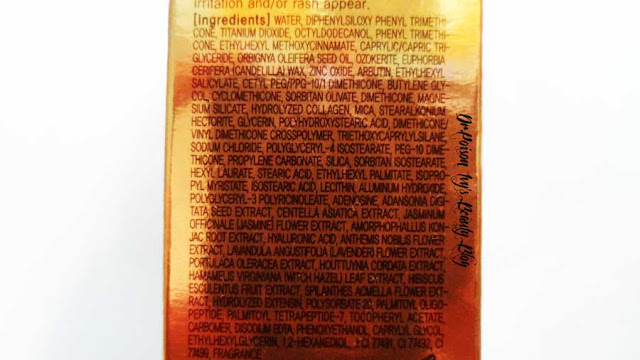 irritation and/or rash appear.
[Ingredients] WATER, DIPHENYLSILOXY PHENYL TRIMETHI-
CONE, TITANIUM DIOXIDE, OCTYLDODECANOL, PHENYL TRIMETHI-
CONE, ETHYLHEXYL METHOXYCINNAMATE, CAPRYLIC/CAPRIC TRI-
GLYCERIDE, ORBIGNYA OLEIFERA SEED OIL, OZOKERITE, EUPHORBIA
CERIFERA (CANDELILLA) WAX, ZINC OXIDE, ARBUTIN, ETHYLHEXYL
SALICYLATE, CETYL PEG/PPG-10/1 DIMETHICONE, BUTYLENE GLY-
COL, CYCLOMETHICONE, SORBITAN OLIVATE, DIMETHICONE, MAGNE-
SIUM SILICATE, HYDROLYZED COLLAGEN, MICA, STEARALKONIUM
HECTORITE, GLYCERIN, POLYHYDROXYSTEARIC ACID, DIMETHICONE/
VINYL DIMETHICONE CROSSPOLYMER, TRIETHOXYCAPRYLYLSILANE,
SODIUM CHLORIDE, POLYGLYCERYL-4 ISOSTEARATE, PEG-10 DIME-
THICONE, PROPYLENE CARBONATE, SILICA, SORBITAN ISOSTEARATE,
HEXYL LAURATE, STEARIC ACID, ETHYLHEXYL PALMITATE, ISOPRO-
PYL MYRISTATE, ISOSTEARIC ACID, LECITHIN, ALUMINUM HYDROXIDE,
POLYGLYCERYL-3 POLYRICINOLEATE, ADENOSINE, ADANSONIA DIGI-
TATA SEED EXTRACT, CENTELLA ASIATICA EXTRACT, JASMINUM
OFFICINALE (JASMINE) FLOWER EXTRACT, AMORPHOPHALLUS KON-
JAC ROOT EXTRACT, HYALURONIC ACID, ANTHEMIS NOBILIS FLOWER
EXTRACT, LAVANDULA ANGUSTIFOLIA (LAVENDER) FLOWER EXTRACT,
PORTULACA OLERACEA EXTRACT, HOUTTUYNIA CORDATA EXTRACT,
HAMAMELIS VIRGINIANA (WITCH HAZEL) LEAF EXTRACT, HIBISCUS
ESCULENTUS FRUIT EXTRACT, SPILANTHES ACMELLA FLOWER EXT-
RACT, HYDROLYZED EXTENSIN, POLYSORBATE 20, PALMITOYL OLIGO-
PEPTIDE, PALMITOYL TETRAPEPTIDE-7, TOCOPHERYL ACETATE,
CARBOMER, DISODIUM EDTA, PHENOXYETHANOL, CAPRYLYL GLYCOL,
ETHYLHEXYLGLYCERIN, 1,2-HEXANEDIOL, CI 77491, CI 77492, CI
77499, FRAGRANCE
DrPoison Ivy's Beauty Blog